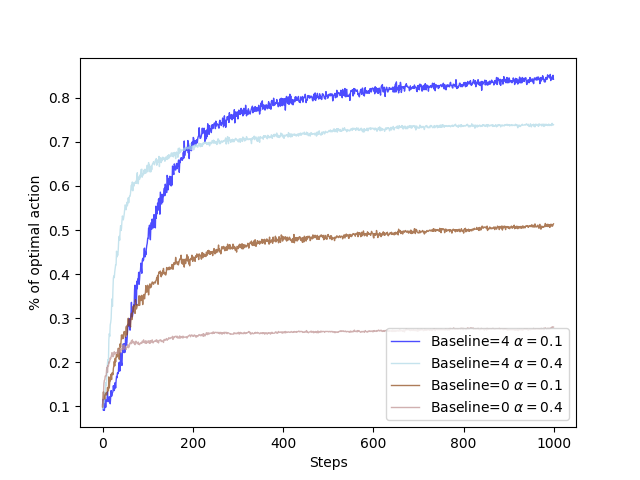 0.8
0.7
0.6
0.5
0.4
0.3
0.2
0.1
% of optimal action
0 200 400 600 800 1000
Steps
Baseline=4 α = 0.1
Baseline=4 α = 0.4
Baseline=0 α = 0.1
Baseline=0 α = 0.4